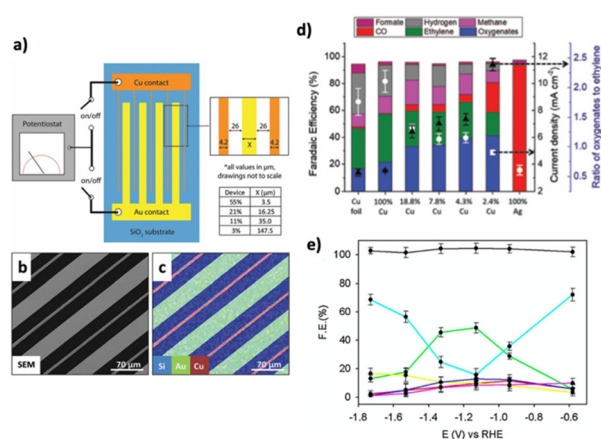 a)
Cu contact
Potentiostat
on/off
on/off
Au contact
SiO₂ substrate
26
26
4.2
X
4.2
*all values in μm,
drawings not to scale
Device X (μm)
55% 3.5
21% 16.25
11% 35.0
3% 147.5
b
SEM
70 μm
c
Si Au Cu
70 μm
d)
Formate Hydrogen Methane
CO Ethylene Oxygenates
Faradaic Efficiency (%)
100
80
60
40
20
0
Cu foil
100% Cu
18.8% Cu
7.8% Cu
4.3% Cu
2.4% Cu
100% Ag
12
10
8
6
4
2
Current density (mA cm⁻²)
2.5
2.0
1.5
1.0
0.5
Ratio of oxygenates to ethylene
e)
F.E.(%)
100
80
60
40
20
0
-1.8 -1.6 -1.4 -1.2 -1.0 -0.8 -0.6
E (V) vs RHE